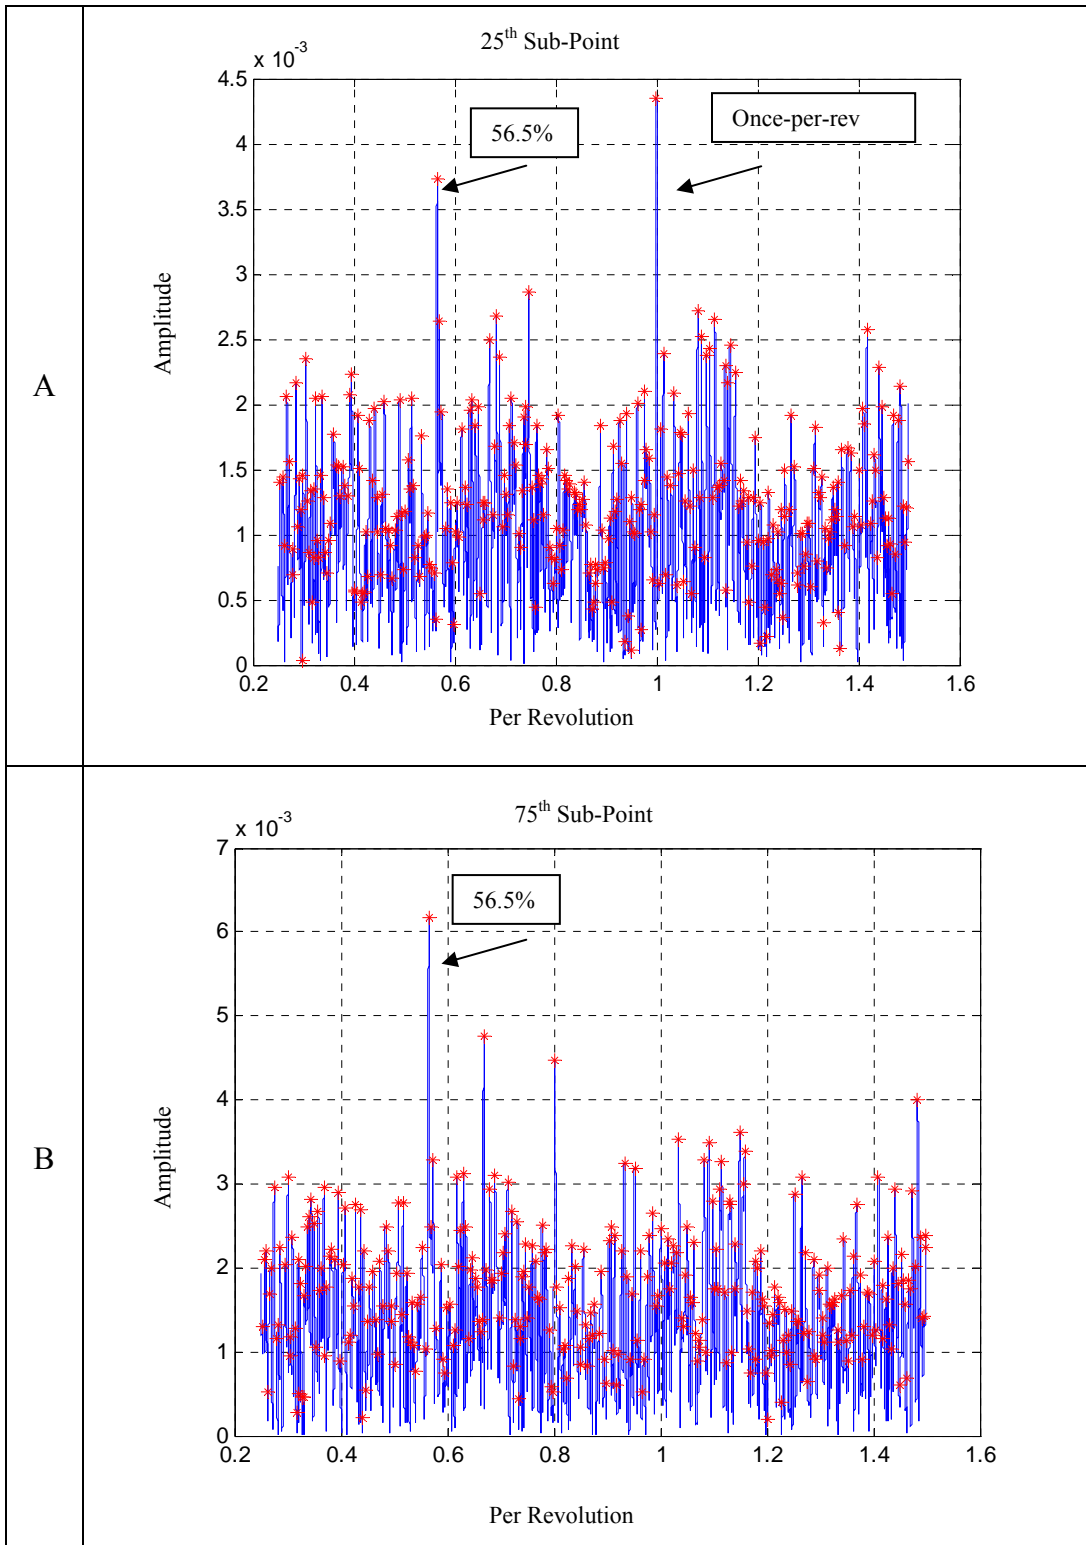 A
25th Sub-Point
x 10-3
4.5
4
3.5
3
2.5
2
1.5
1
0.5
0
Amplitude
56.5%
Once-per-rev
0.2 0.4 0.6 0.8 1 1.2 1.4 1.6
Per Revolution
B
75th Sub-Point
x 10-3
7
6
5
4
3
2
1
0
Amplitude
56.5%
0.2 0.4 0.6 0.8 1 1.2 1.4 1.6
Per Revolution